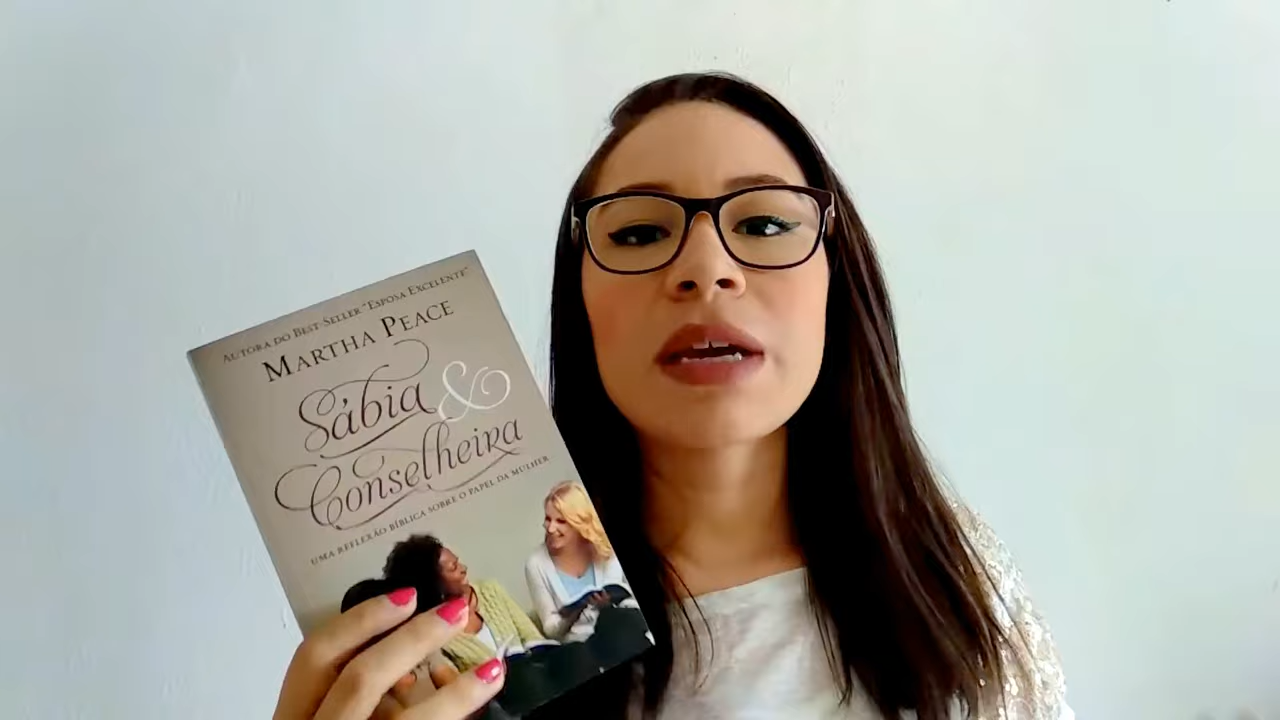 AUTORA DO BEST-SELLER "ESPOSA EXCELENTE"
MARTHA PEACE
Sábia &
Conselheira
UMA REFLEXÃO BÍBLICA SOBRE O PAPEL DA MULHER